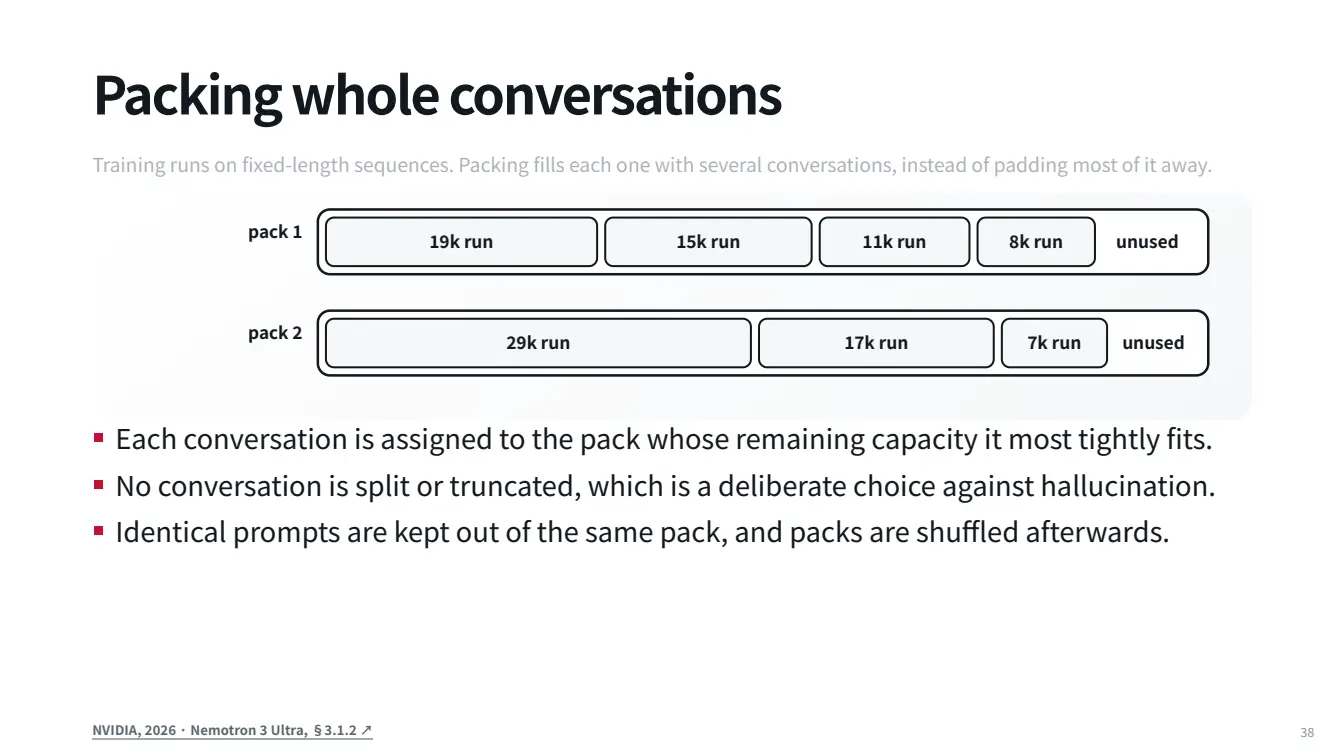 Packing whole conversations
Training runs on fixed-length sequences. Packing fills each one with several conversations, instead of padding most of it away.
pack 1
19k run
15k run
11k run
8k run
unused
pack 2
29k run
17k run
7k run
unused
▪ Each conversation is assigned to the pack whose remaining capacity it most tightly fits.
▪ No conversation is split or truncated, which is a deliberate choice against hallucination.
▪ Identical prompts are kept out of the same pack, and packs are shuffled afterwards.
NVIDIA, 2026 · Nemotron 3 Ultra, §3.1.2 ↗
38